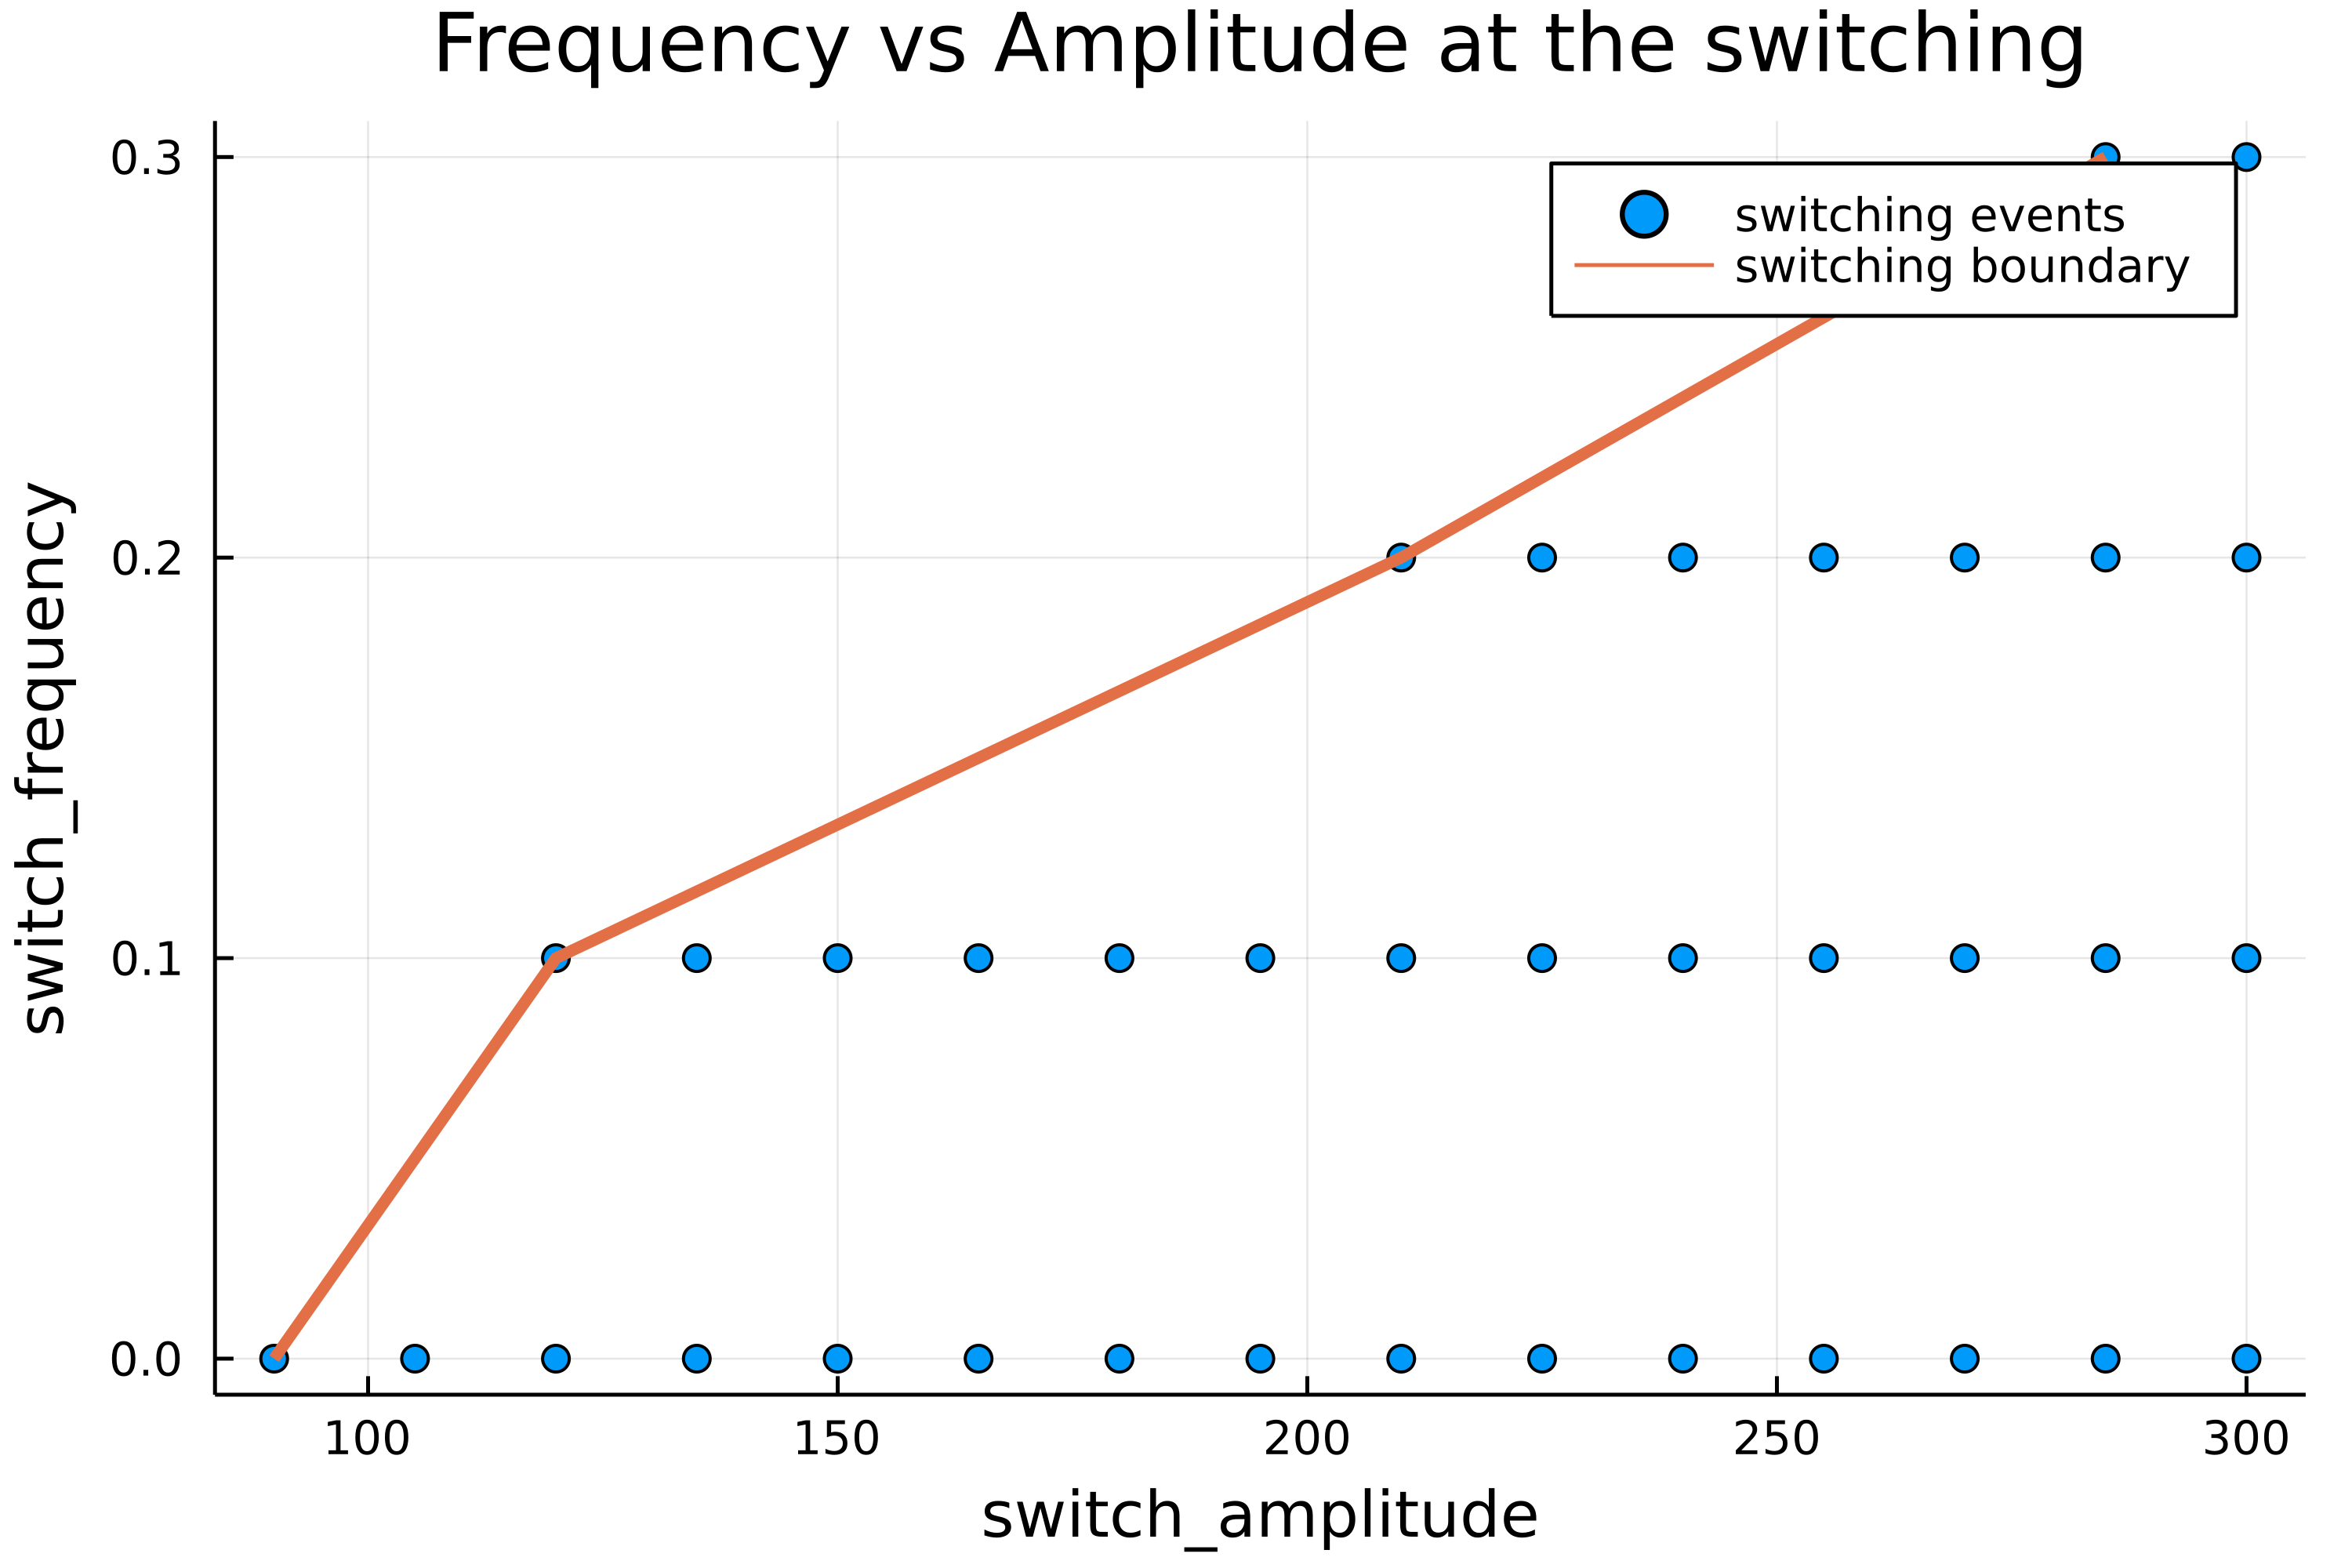 Frequency vs Amplitude at the switching
switching events
switching boundary
switch_frequency
0.3
0.2
0.1
0.0
100 150 200 250 300
switch_amplitude